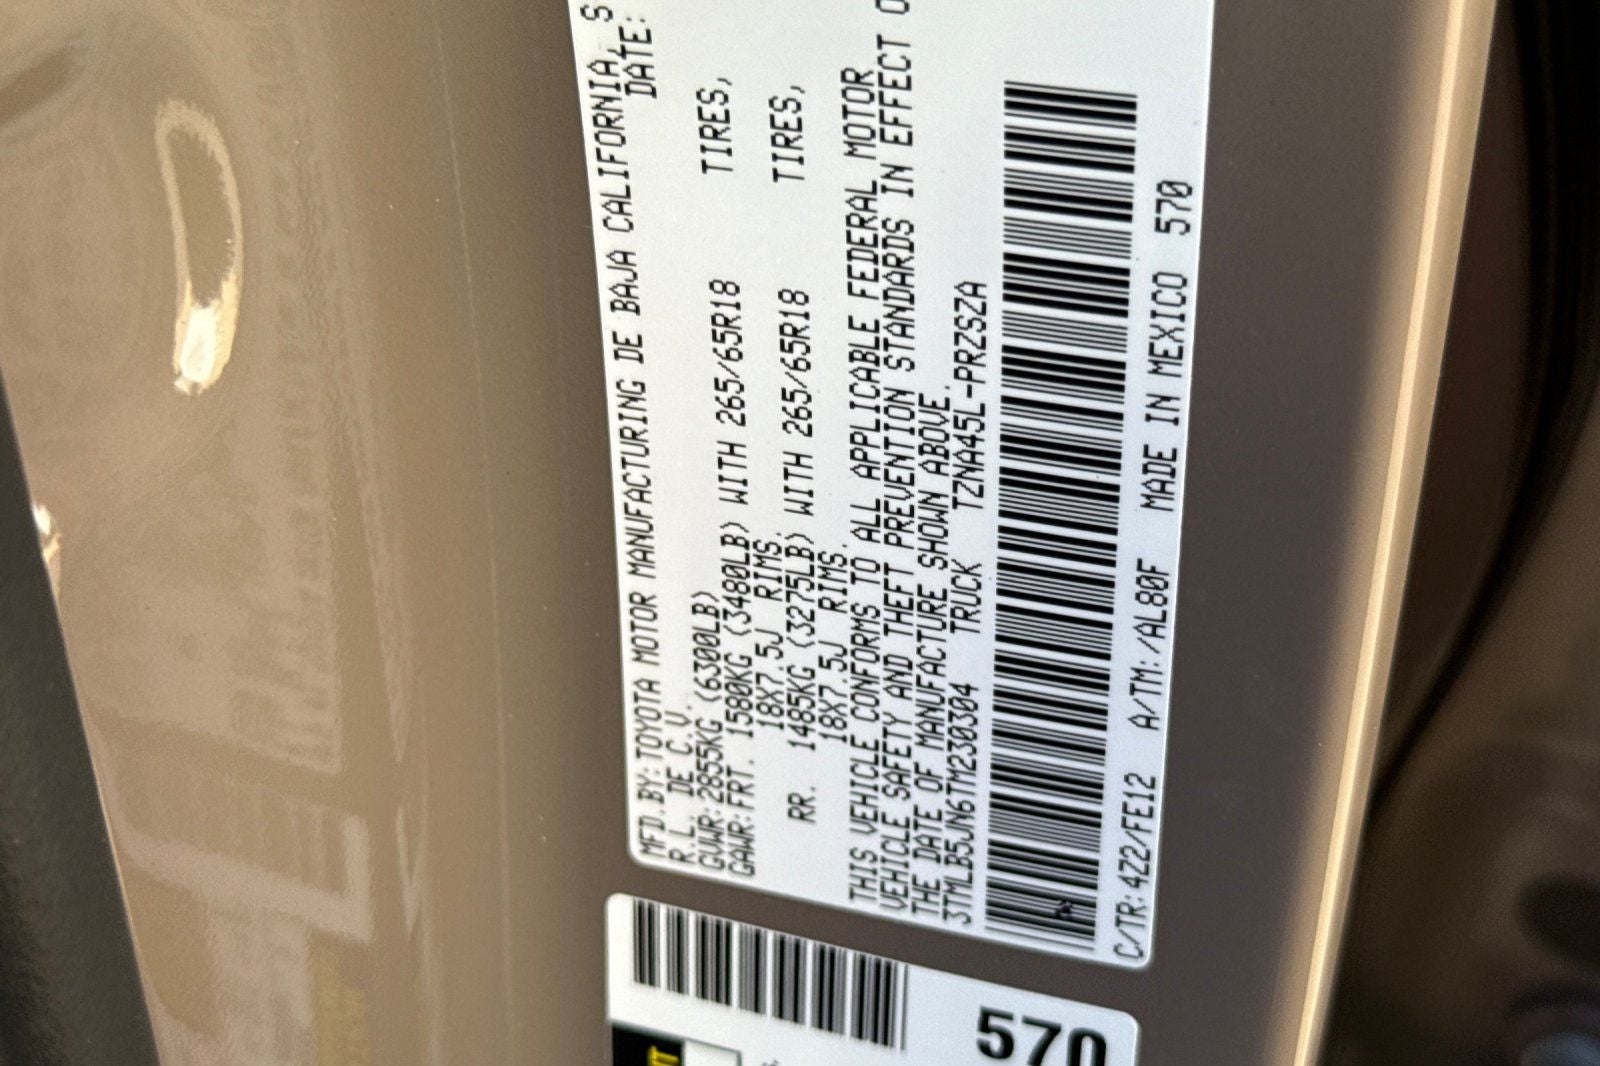 MFD.BY:TOYOTA MOTOR MANUFACTURING DE BAJA CALIFORNIA, S
R.L. DE C.V. DATE:
GVWR:2855KG (6300LB)
GAWR:FRT. 1580KG (3480LB) WITH 265/65R18 TIRES,
18X7.5J RIMS.
RR. 1485KG (3275LB) WITH 265/65R18 TIRES,
18X7.5J RIMS.
THIS VEHICLE CONFORMS TO ALL APPLICABLE FEDERAL MOTOR
VEHICLE SAFETY AND THEFT PREVENTION STANDARDS IN EFFECT O
THE DATE OF MANUFACTURE SHOWN ABOVE.
3TMLB5JN6TM230304 TRUCK TZNA45L-PRZSZA
C/TR:4Z2/FE12 A/TM:/AL80F MADE IN MEXICO 570
570